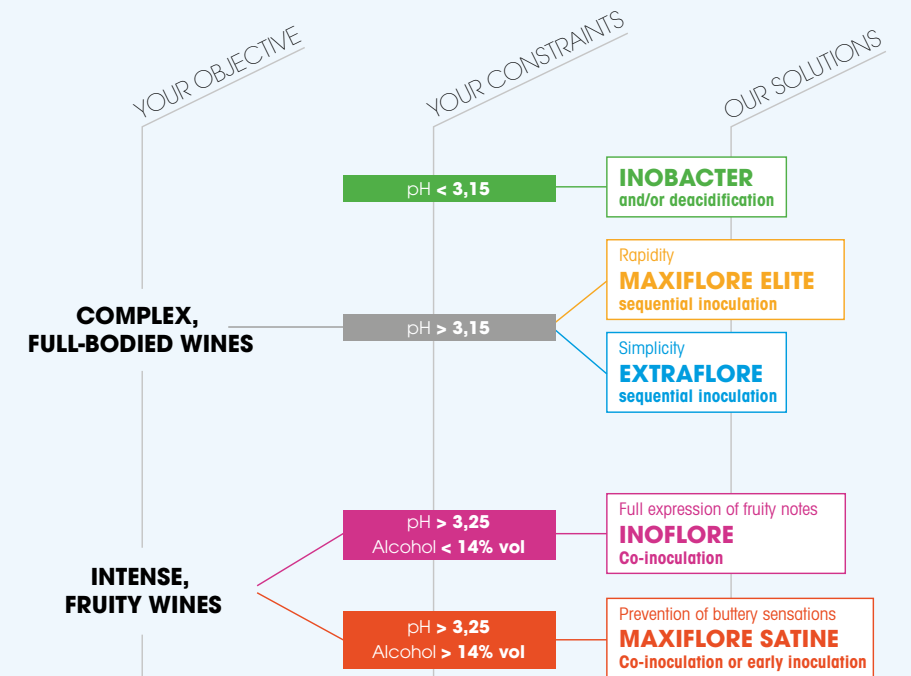 YOUR OBJECTIVE
YOUR CONSTRAINTS
OUR SOLUTIONS
pH < 3,15
INOBACTER
and/or deacidification
COMPLEX,
FULL-BODIED WINES
pH > 3,15
Rapidity
MAXIFLORE ELITE
sequential inoculation
Simplicity
EXTRAFLORE
sequential inoculation
INTENSE,
FRUITY WINES
pH > 3,25
Alcohol < 14% vol
Full expression of fruity notes
INOFLORE
Co-inoculation
pH > 3,25
Alcohol > 14% vol
Prevention of buttery sensations
MAXIFLORE SATINE
Co-inoculation or early inoculation